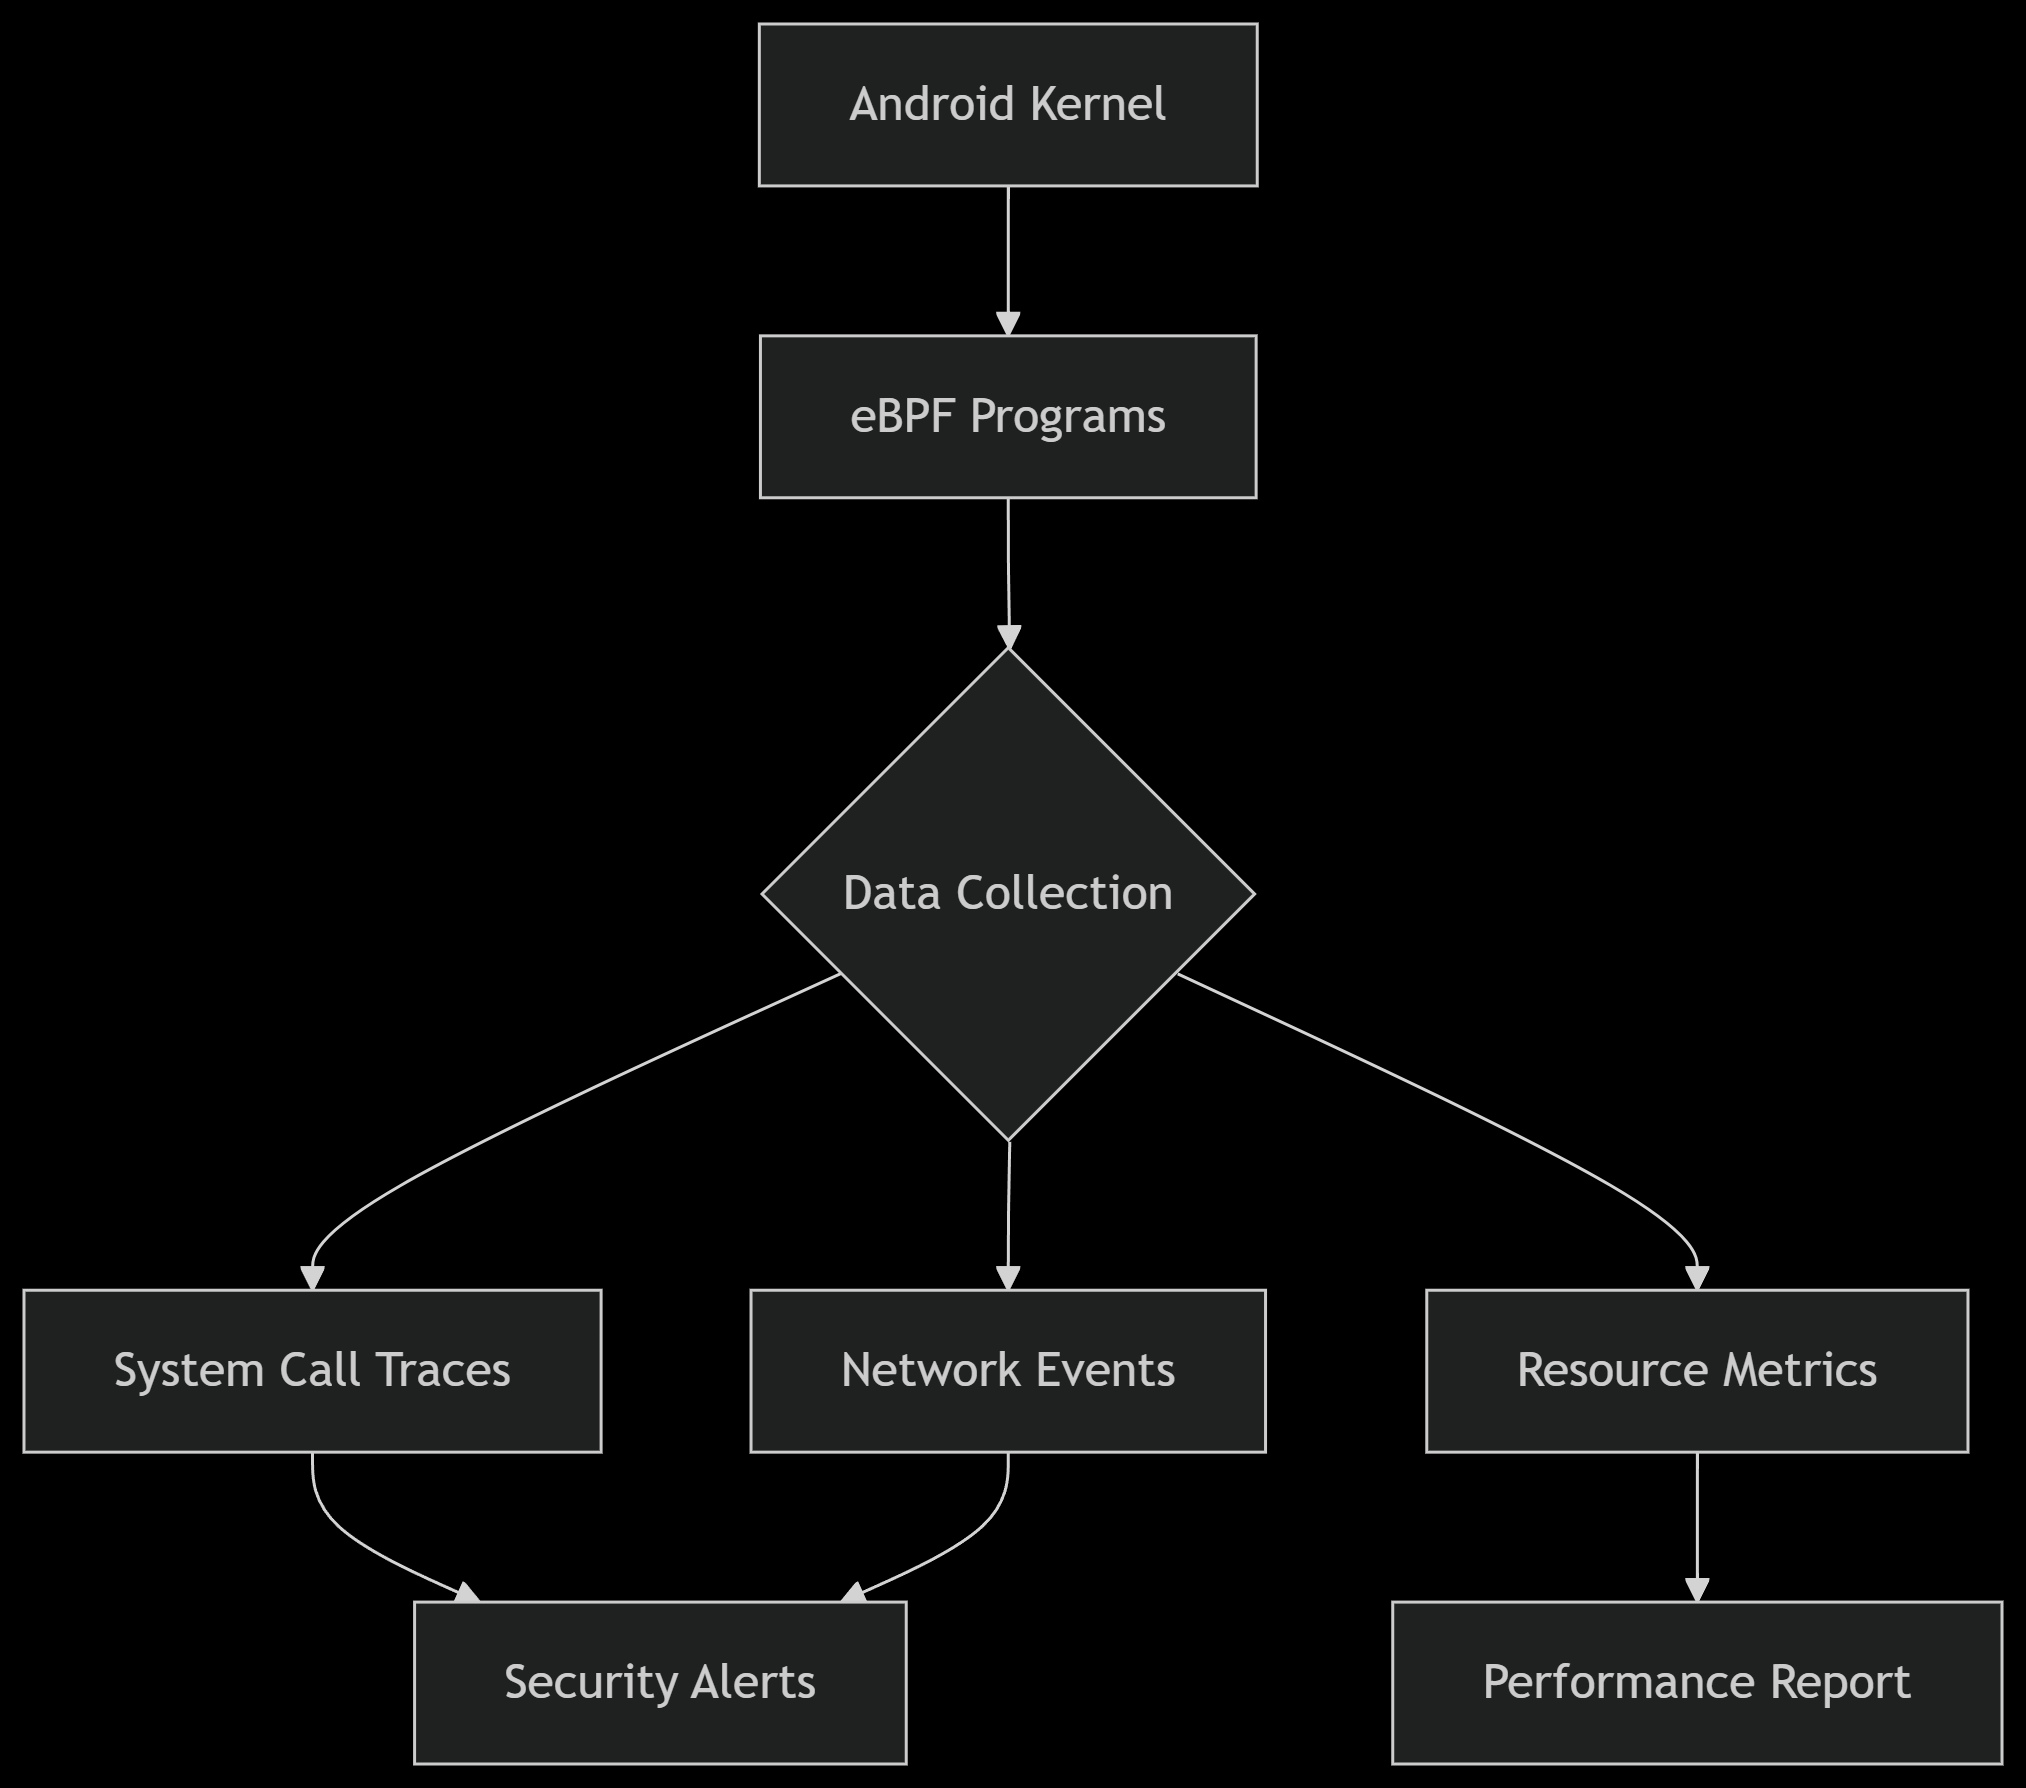 Android Kernel
eBPF Programs
Data Collection
System Call Traces
Network Events
Resource Metrics
Security Alerts
Performance Report